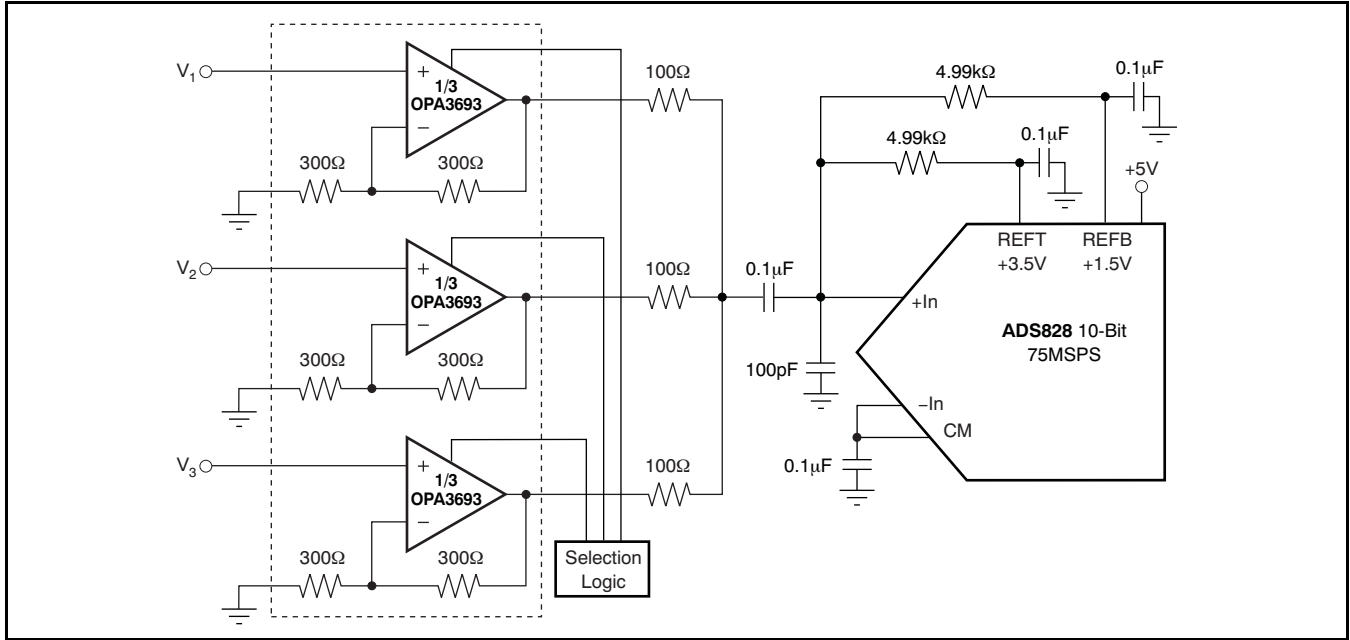 V1
+
1/3
OPA3693
−
300Ω
300Ω
100Ω
V2
+
1/3
OPA3693
−
300Ω
300Ω
100Ω
V3
+
1/3
OPA3693
−
300Ω
300Ω
100Ω
Selection
Logic
0.1μF
100pF
4.99kΩ
0.1μF
4.99kΩ
0.1μF
+5V
REFT
+3.5V
REFB
+1.5V
+In
ADS828 10-Bit
75MSPS
−In
CM
0.1μF